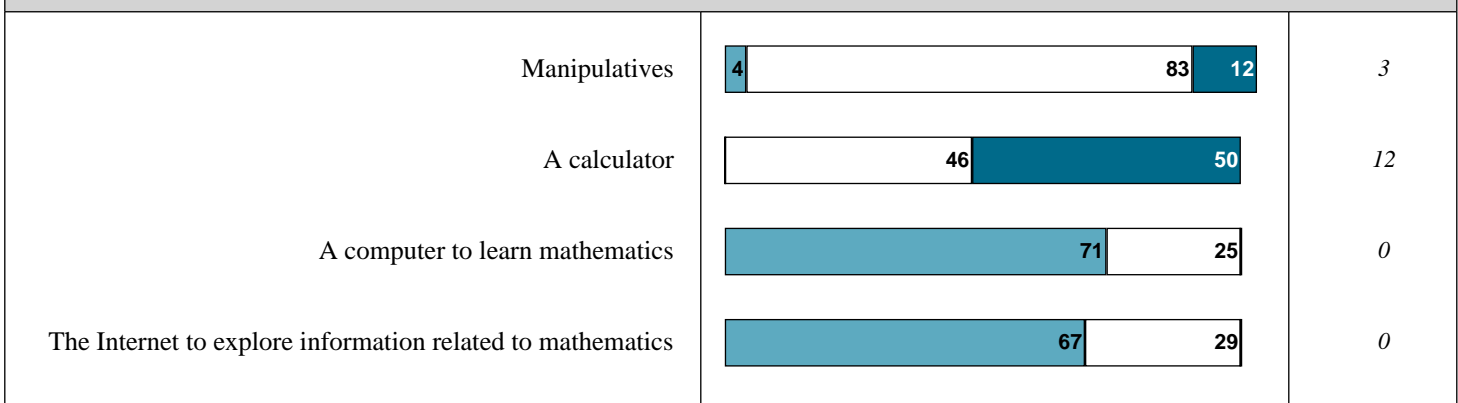 Manipulatives 4 83 12 3
A calculator 46 50 12
A computer to learn mathematics 71 25 0
The Internet to explore information related to mathematics 67 29 0